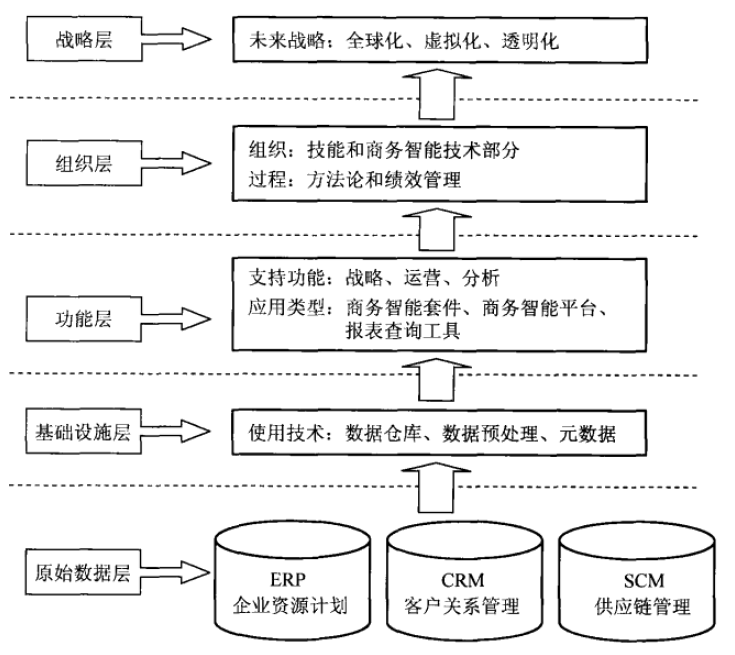 战略层
未来战略：全球化、虚拟化、透明化
组织层
组织：技能和商务智能技术部分
过程：方法论和绩效管理
功能层
支持功能：战略、运营、分析
应用类型：商务智能套件、商务智能平台、
报表查询工具
基础设施层
使用技术：数据仓库、数据预处理、元数据
原始数据层
ERP
企业资源计划
CRM
客户关系管理
SCM
供应链管理